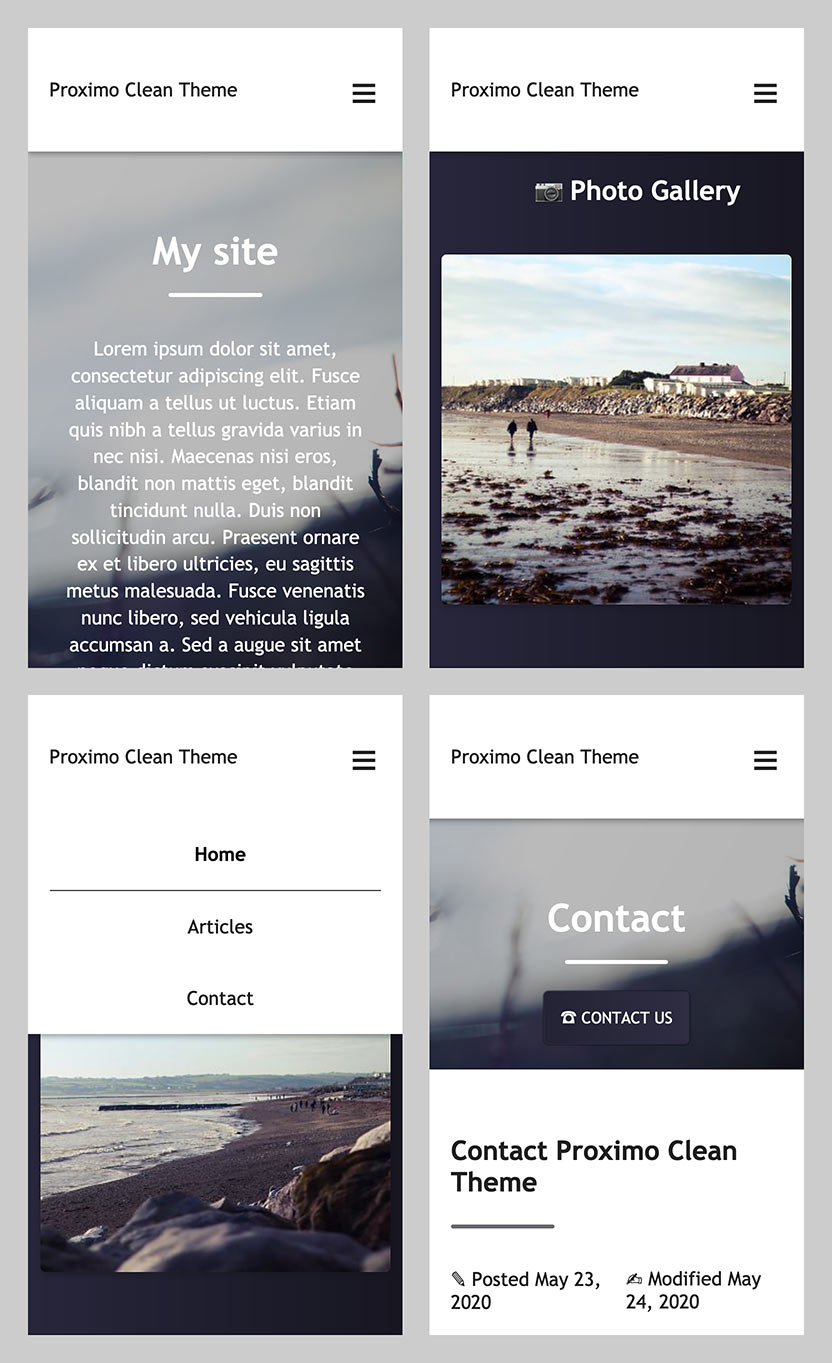 Proximo Clean Theme
My site
Lorem ipsum dolor sit amet,
consectetur adipiscing elit. Fusce
aliquam a tellus ut luctus. Etiam
quis nibh a tellus gravida varius in
nec nisi. Maecenas nisi eros,
blandit non mattis eget, blandit
tincidunt nulla. Duis non
sollicitudin arcu. Praesent ornare
ex et libero ultricies, eu sagittis
metus malesuada. Fusce venenatis
nunc libero, sed vehicula ligula
accumsan a. Sed a augue sit amet
Proximo Clean Theme
📷 Photo Gallery
Proximo Clean Theme
Home
Articles
Contact
Proximo Clean Theme
Contact
☎ CONTACT US
Contact Proximo Clean
Theme
✎ Posted May 23,
2020
✍ Modified May
24, 2020